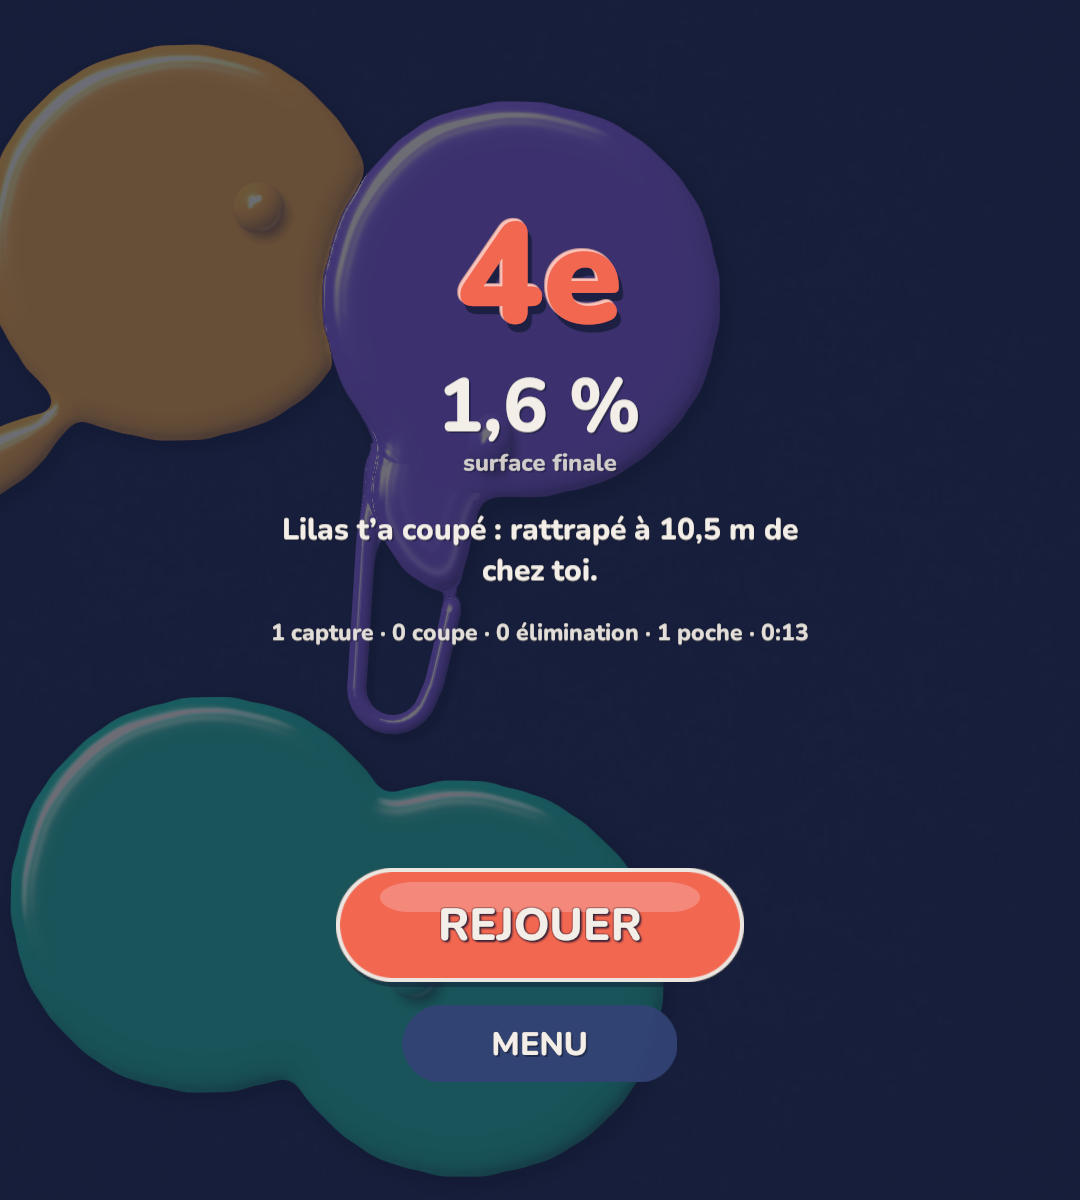 4e
1,6 %
surface finale
Lilas t’a coupé : rattrapé à 10,5 m de
chez toi.
1 capture · 0 coupe · 0 élimination · 1 poche · 0:13
REJOUER
MENU